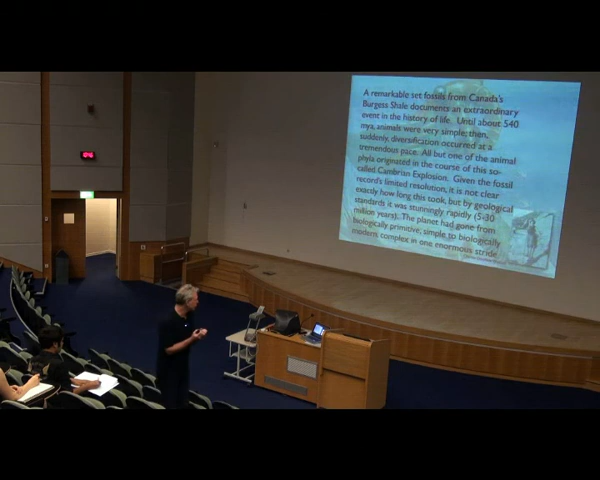 A remarkable set fossils from Canada's
Burgess Shale documents an extraordinary
event in the history of life. Until about 540
mya, animals were very simple; then,
suddenly, diversification occurred at a
tremendous pace. All but one of the animal
phyla originated in the course of this so-
called Cambrian Explosion. Given the fossil
record's limited resolution, it is not clear
exactly how long this took, but by geological
standards it was stunningly rapidly (5-30
million years). The planet had gone from
biologically primitive, simple to biologically
modern, complex in one enormous stride